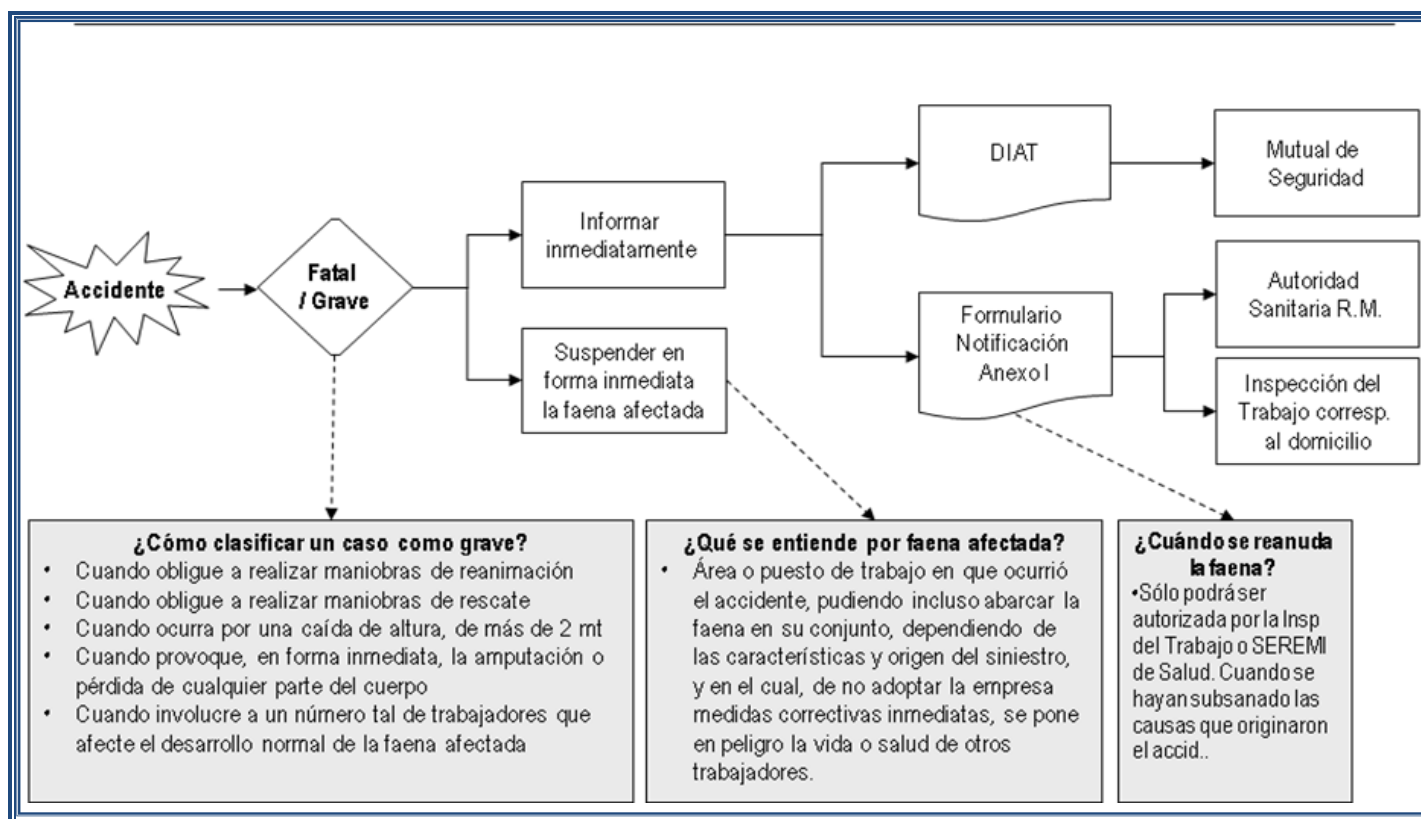 Accidente
Fatal
/ Grave
Informar
inmediatamente
Suspender en
forma inmediata
la faena afectada
DIAT
Mutual de
Seguridad
Formulario
Notificación
Anexo I
Autoridad
Sanitaria R.M.
Inspección del
Trabajo corresp.
al domicilio
¿Cómo clasificar un caso como grave?
• Cuando obligue a realizar maniobras de reanimación
• Cuando obligue a realizar maniobras de rescate
• Cuando ocurra por una caída de altura, de más de 2 mt
• Cuando provoque, en forma inmediata, la amputación o
pérdida de cualquier parte del cuerpo
• Cuando involucre a un número tal de trabajadores que
afecte el desarrollo normal de la faena afectada
¿Qué se entiende por faena afectada?
• Área o puesto de trabajo en que ocurrió
el accidente, pudiendo incluso abarcar la
faena en su conjunto, dependiendo de
las características y origen del siniestro,
y en el cual, de no adoptar la empresa
medidas correctivas inmediatas, se pone
en peligro la vida o salud de otros
trabajadores.
¿Cuándo se reanuda
la faena?
•Sólo podrá ser
autorizada por la Insp
del Trabajo o SEREMI
de Salud. Cuando se
hayan subsanado las
causas que originaron
el accid..